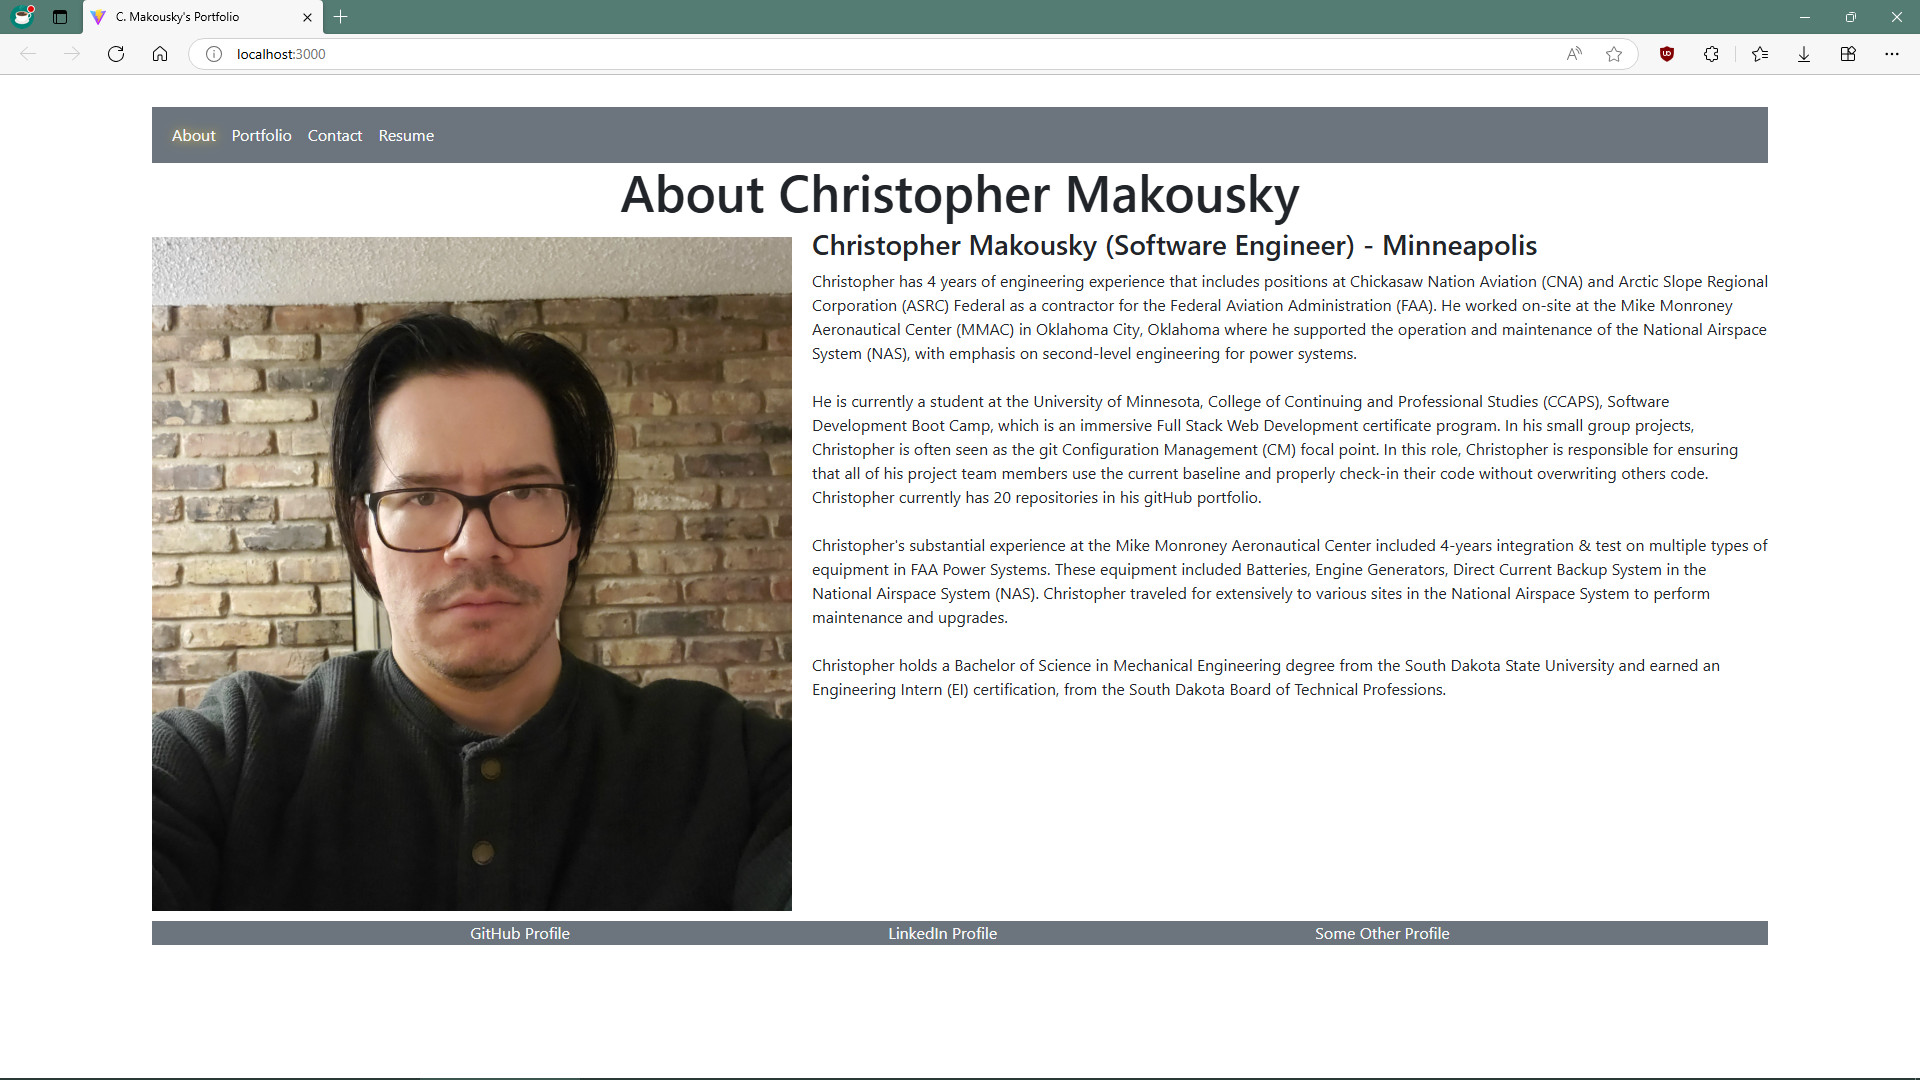 C. Makousky's Portfolio
localhost:3000
About Portfolio Contact Resume
About Christopher Makousky
Christopher Makousky (Software Engineer) - Minneapolis
Christopher has 4 years of engineering experience that includes positions at Chickasaw Nation Aviation (CNA) and Arctic Slope Regional
Corporation (ASRC) Federal as a contractor for the Federal Aviation Administration (FAA). He worked on-site at the Mike Monroney
Aeronautical Center (MMAC) in Oklahoma City, Oklahoma where he supported the operation and maintenance of the National Airspace
System (NAS), with emphasis on second-level engineering for power systems.
He is currently a student at the University of Minnesota, College of Continuing and Professional Studies (CCAPS), Software
Development Boot Camp, which is an immersive Full Stack Web Development certificate program. In his small group projects,
Christopher is often seen as the git Configuration Management (CM) focal point. In this role, Christopher is responsible for ensuring
that all of his project team members use the current baseline and properly check-in their code without overwriting others code.
Christopher currently has 20 repositories in his gitHub portfolio.
Christopher's substantial experience at the Mike Monroney Aeronautical Center included 4-years integration & test on multiple types of
equipment in FAA Power Systems. These equipment included Batteries, Engine Generators, Direct Current Backup System in the
National Airspace System (NAS). Christopher traveled for extensively to various sites in the National Airspace System to perform
maintenance and upgrades.
Christopher holds a Bachelor of Science in Mechanical Engineering degree from the South Dakota State University and earned an
Engineering Intern (EI) certification, from the South Dakota Board of Technical Professions.
GitHub Profile LinkedIn Profile Some Other Profile